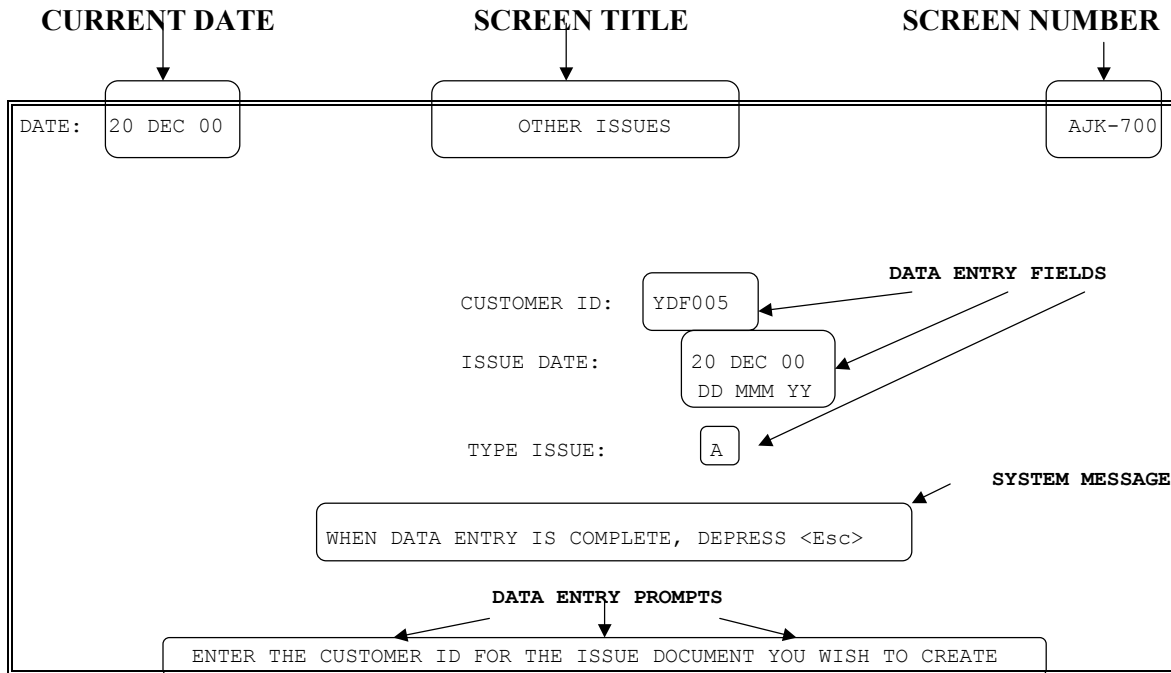 CURRENT DATE SCREEN TITLE SCREEN NUMBER
DATE: 20 DEC 00 OTHER ISSUES AJK-700
DATA ENTRY FIELDS
CUSTOMER ID: YDF005
ISSUE DATE: 20 DEC 00
DD MMM YY
TYPE ISSUE: A
SYSTEM MESSAGE
WHEN DATA ENTRY IS COMPLETE, DEPRESS <Esc>
DATA ENTRY PROMPTS
ENTER THE CUSTOMER ID FOR THE ISSUE DOCUMENT YOU WISH TO CREATE